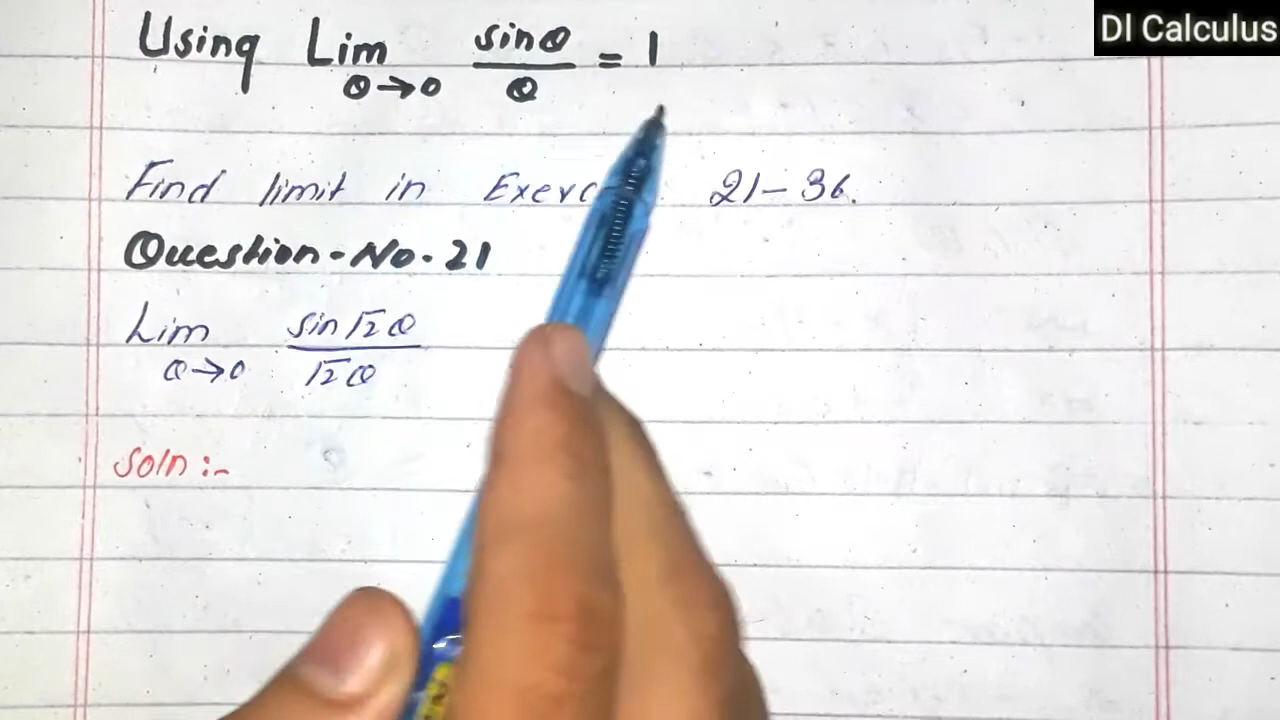 DI Calculus
Using Lim θ→0 sinθ/θ = 1
Find limit in Exerc 21-36.
Question-No.21
Lim θ→0 sin√2θ/√2θ
Soln:-